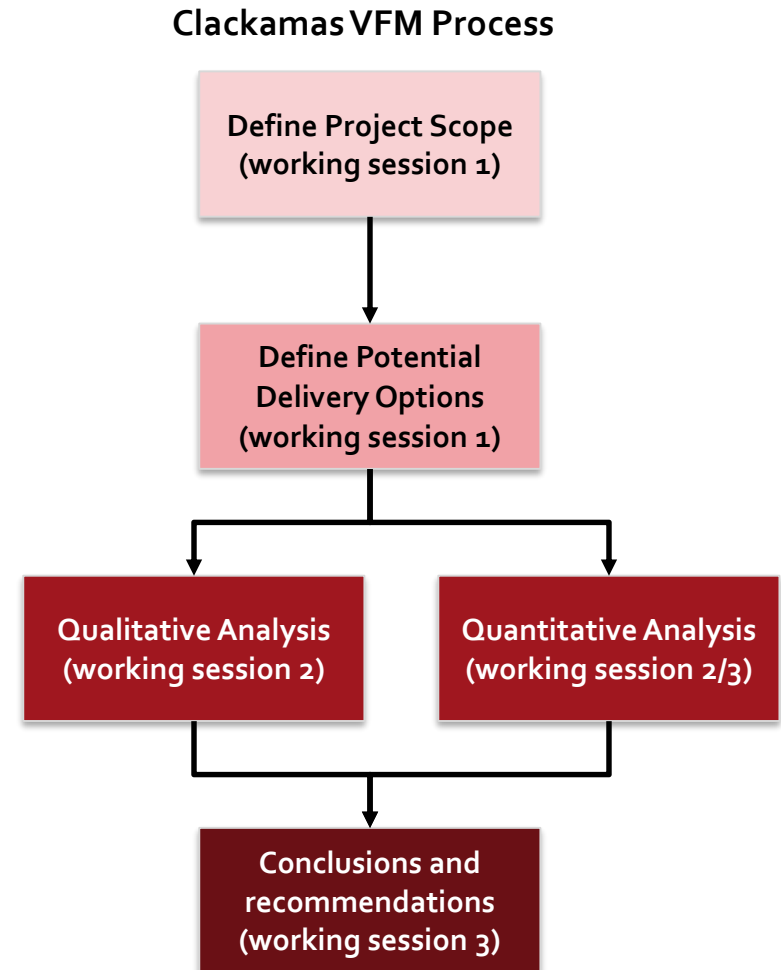 Clackamas VFM Process
Define Project Scope
(working session 1)
Define Potential
Delivery Options
(working session 1)
Qualitative Analysis
(working session 2)
Quantitative Analysis
(working session 2/3)
Conclusions and
recommendations
(working session 3)